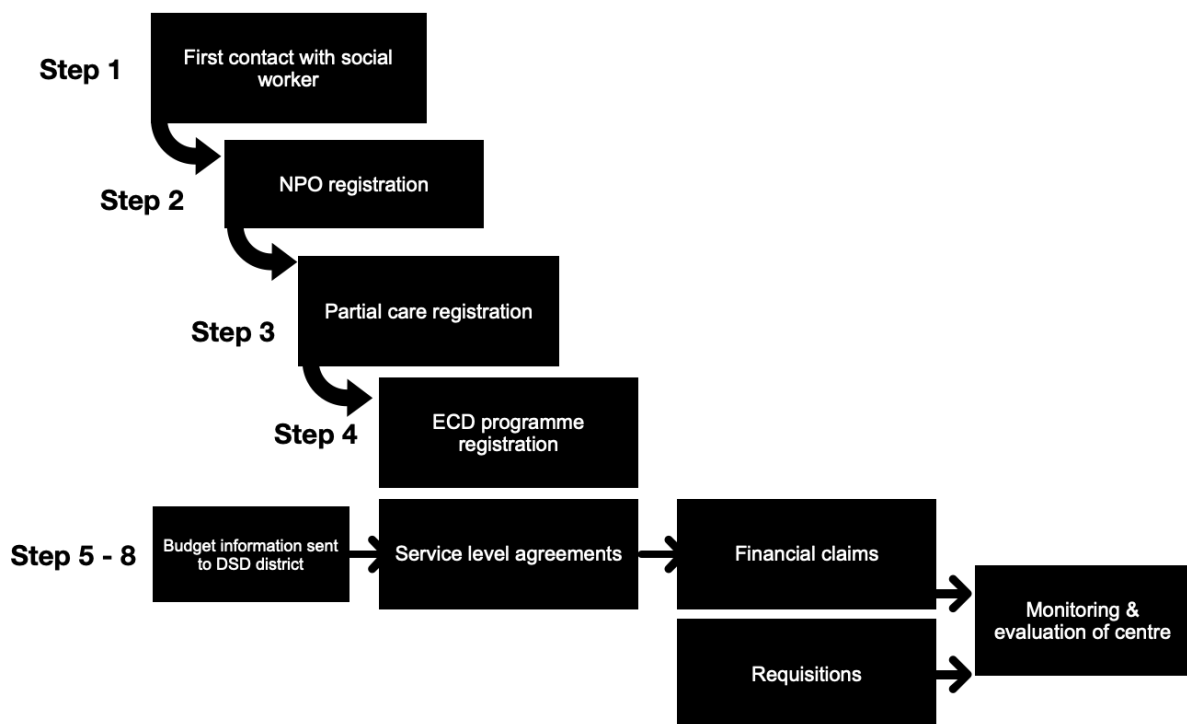 Step 1
First contact with social
worker
Step 2
NPO registration
Step 3
Partial care registration
Step 4
ECD programme
registration
Step 5 - 8
Budget information sent
to DSD district
Service level agreements
Financial claims
Requisitions
Monitoring &
evaluation of centre